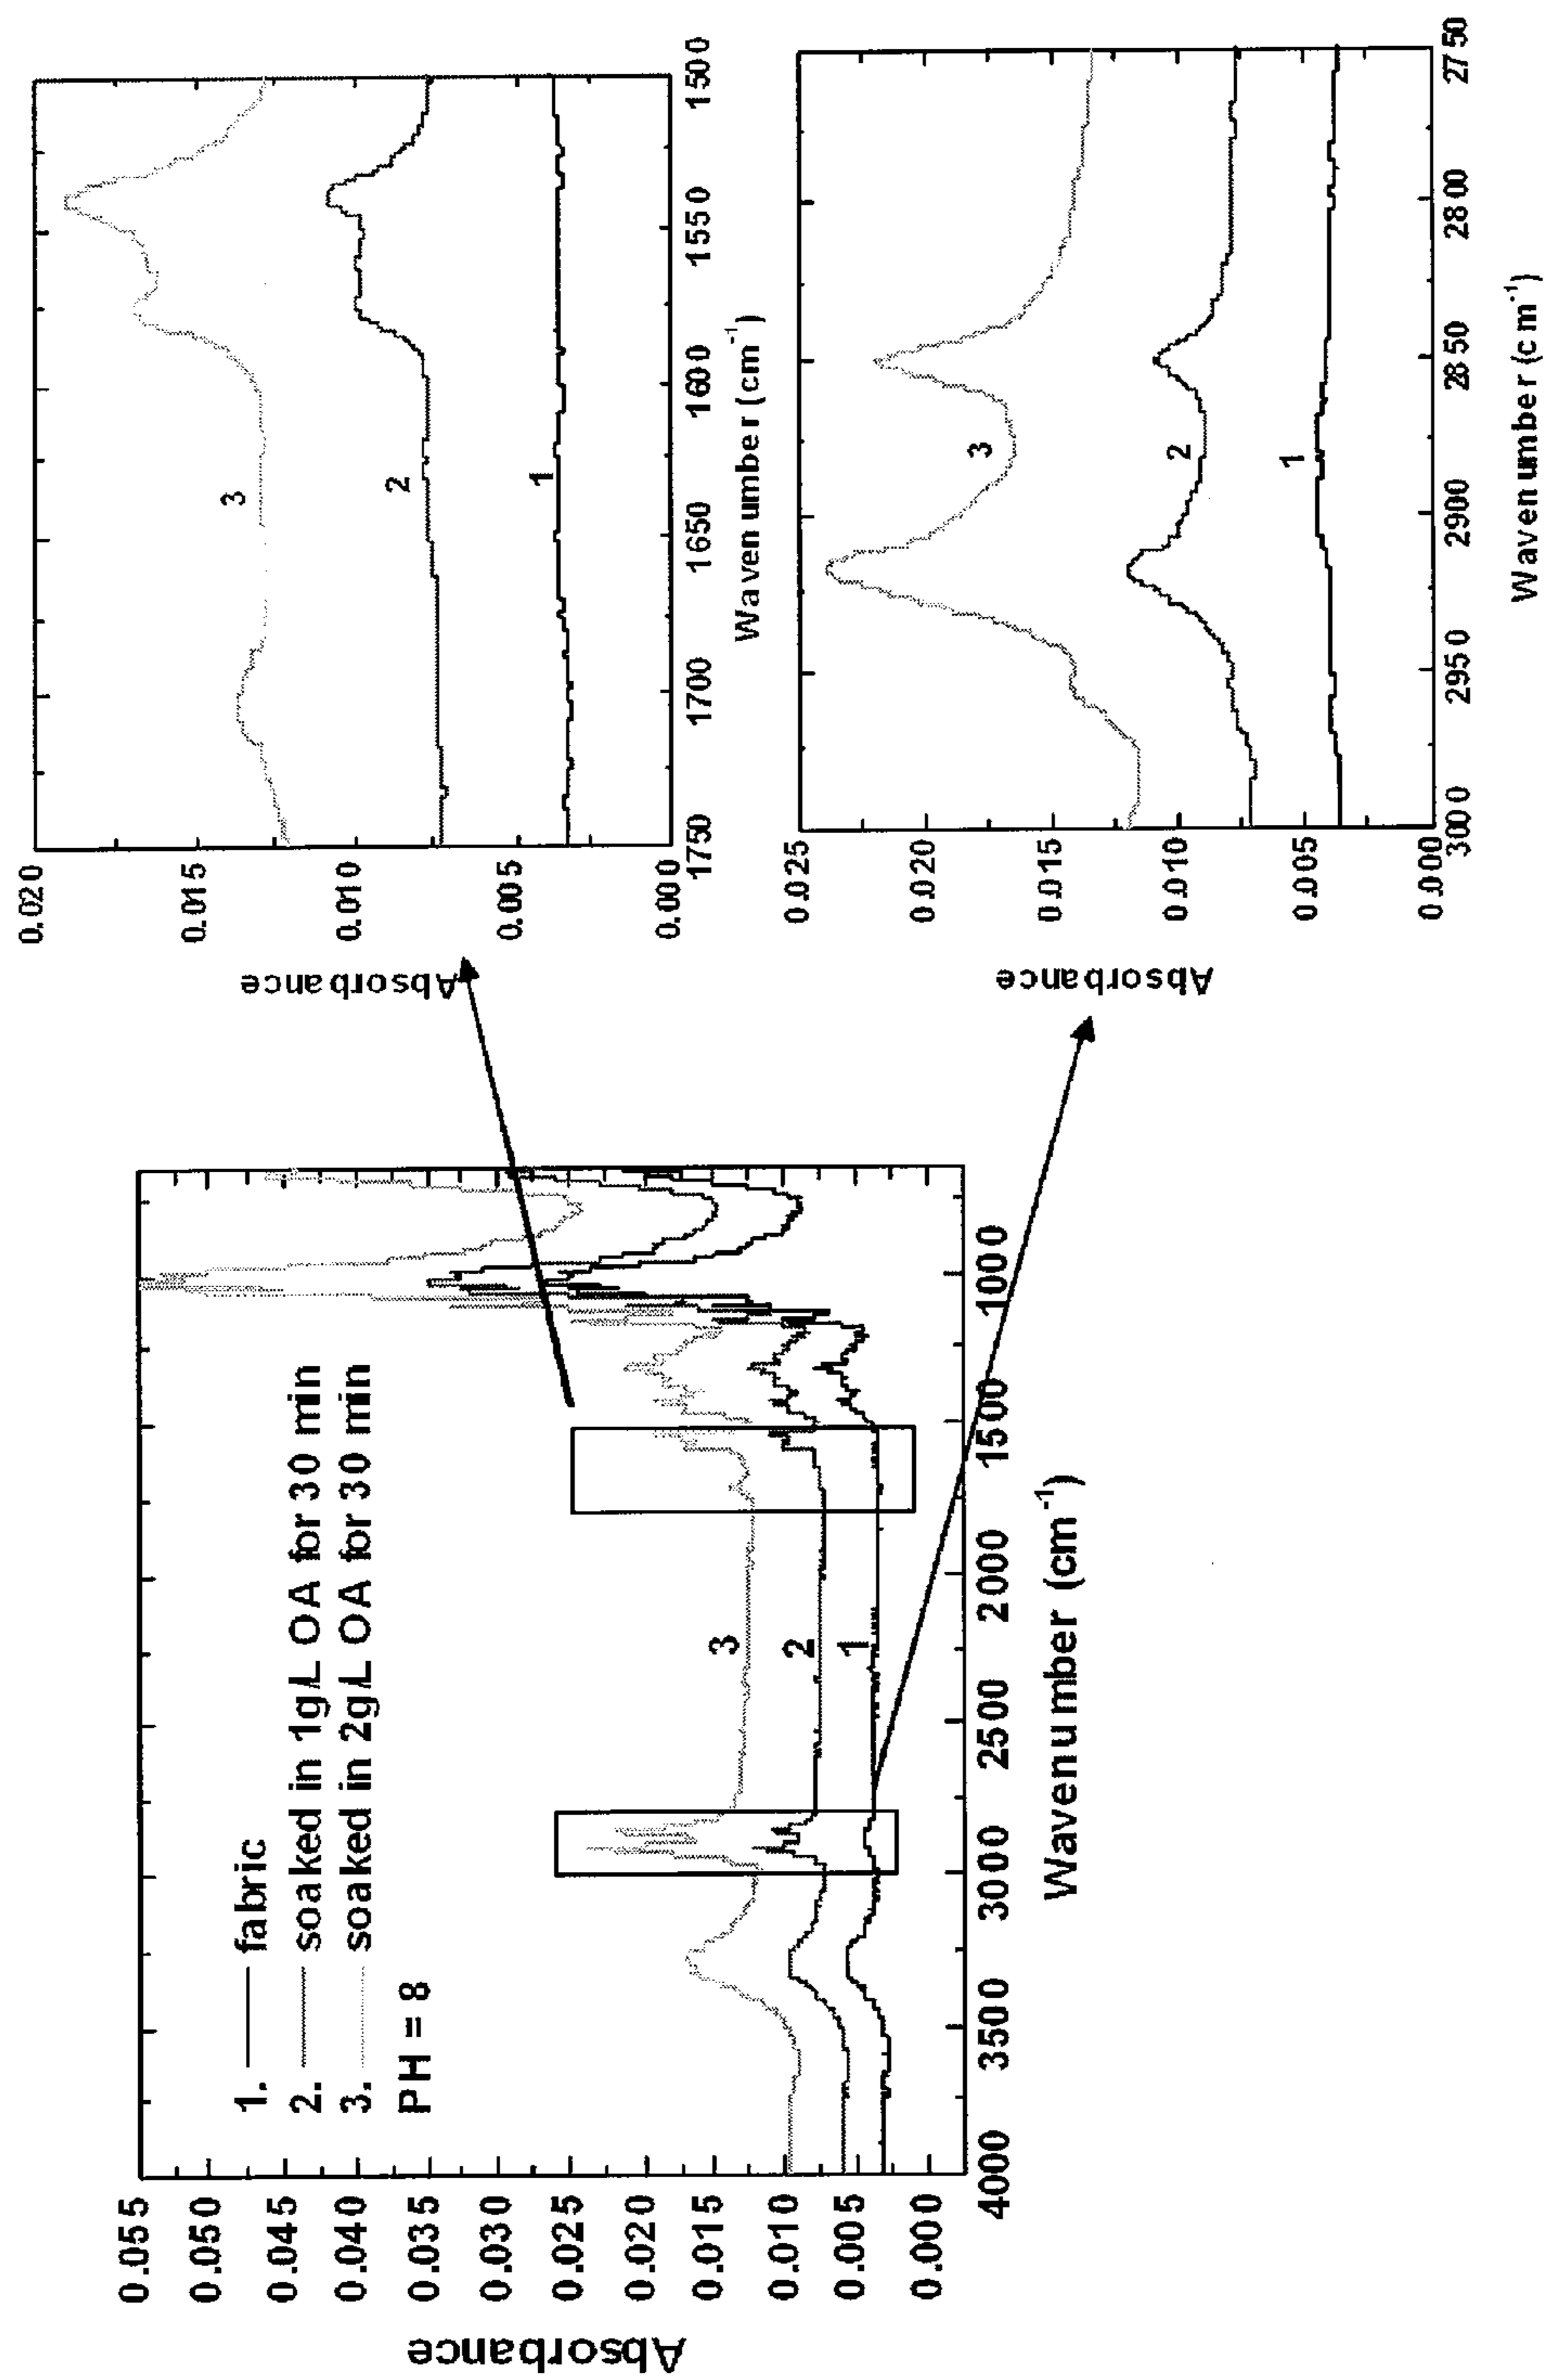 1. fabric
2. soaked in 1g/L OA for 30 min
3. soaked in 2g/L OA for 30 min
PH = 8
0.055
0.050
0.045
0.040
0.035
0.030
0.025
0.020
0.015
0.010
0.005
0.000
Absorbance
3
2
1
4000 3500 3000 2500 2000 1500 1000
Wavenumber (cm-1)
0.020
0.015
0.010
0.005
0.000
Absorbance
3
2
1
1750 1700 1650 1600 1550 1500
Wavenumber (cm-1)
0.025
0.020
0.015
0.010
0.005
0.000
Absorbance
3
2
1
3000 2950 2900 2850 2800 2750
Wavenumber (cm-1)